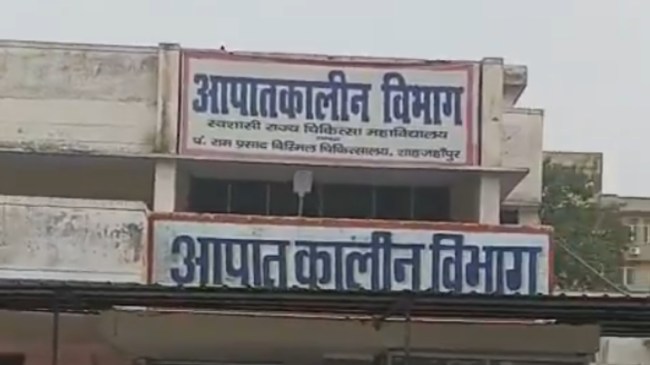 आपातकालीन विभाग
स्वशासी राज्य चिकित्सा महाविद्यालय
पं. राम प्रसाद बिस्मिल चिकित्सालय, शाहजहाँपुर
आपात कालीन विभाग